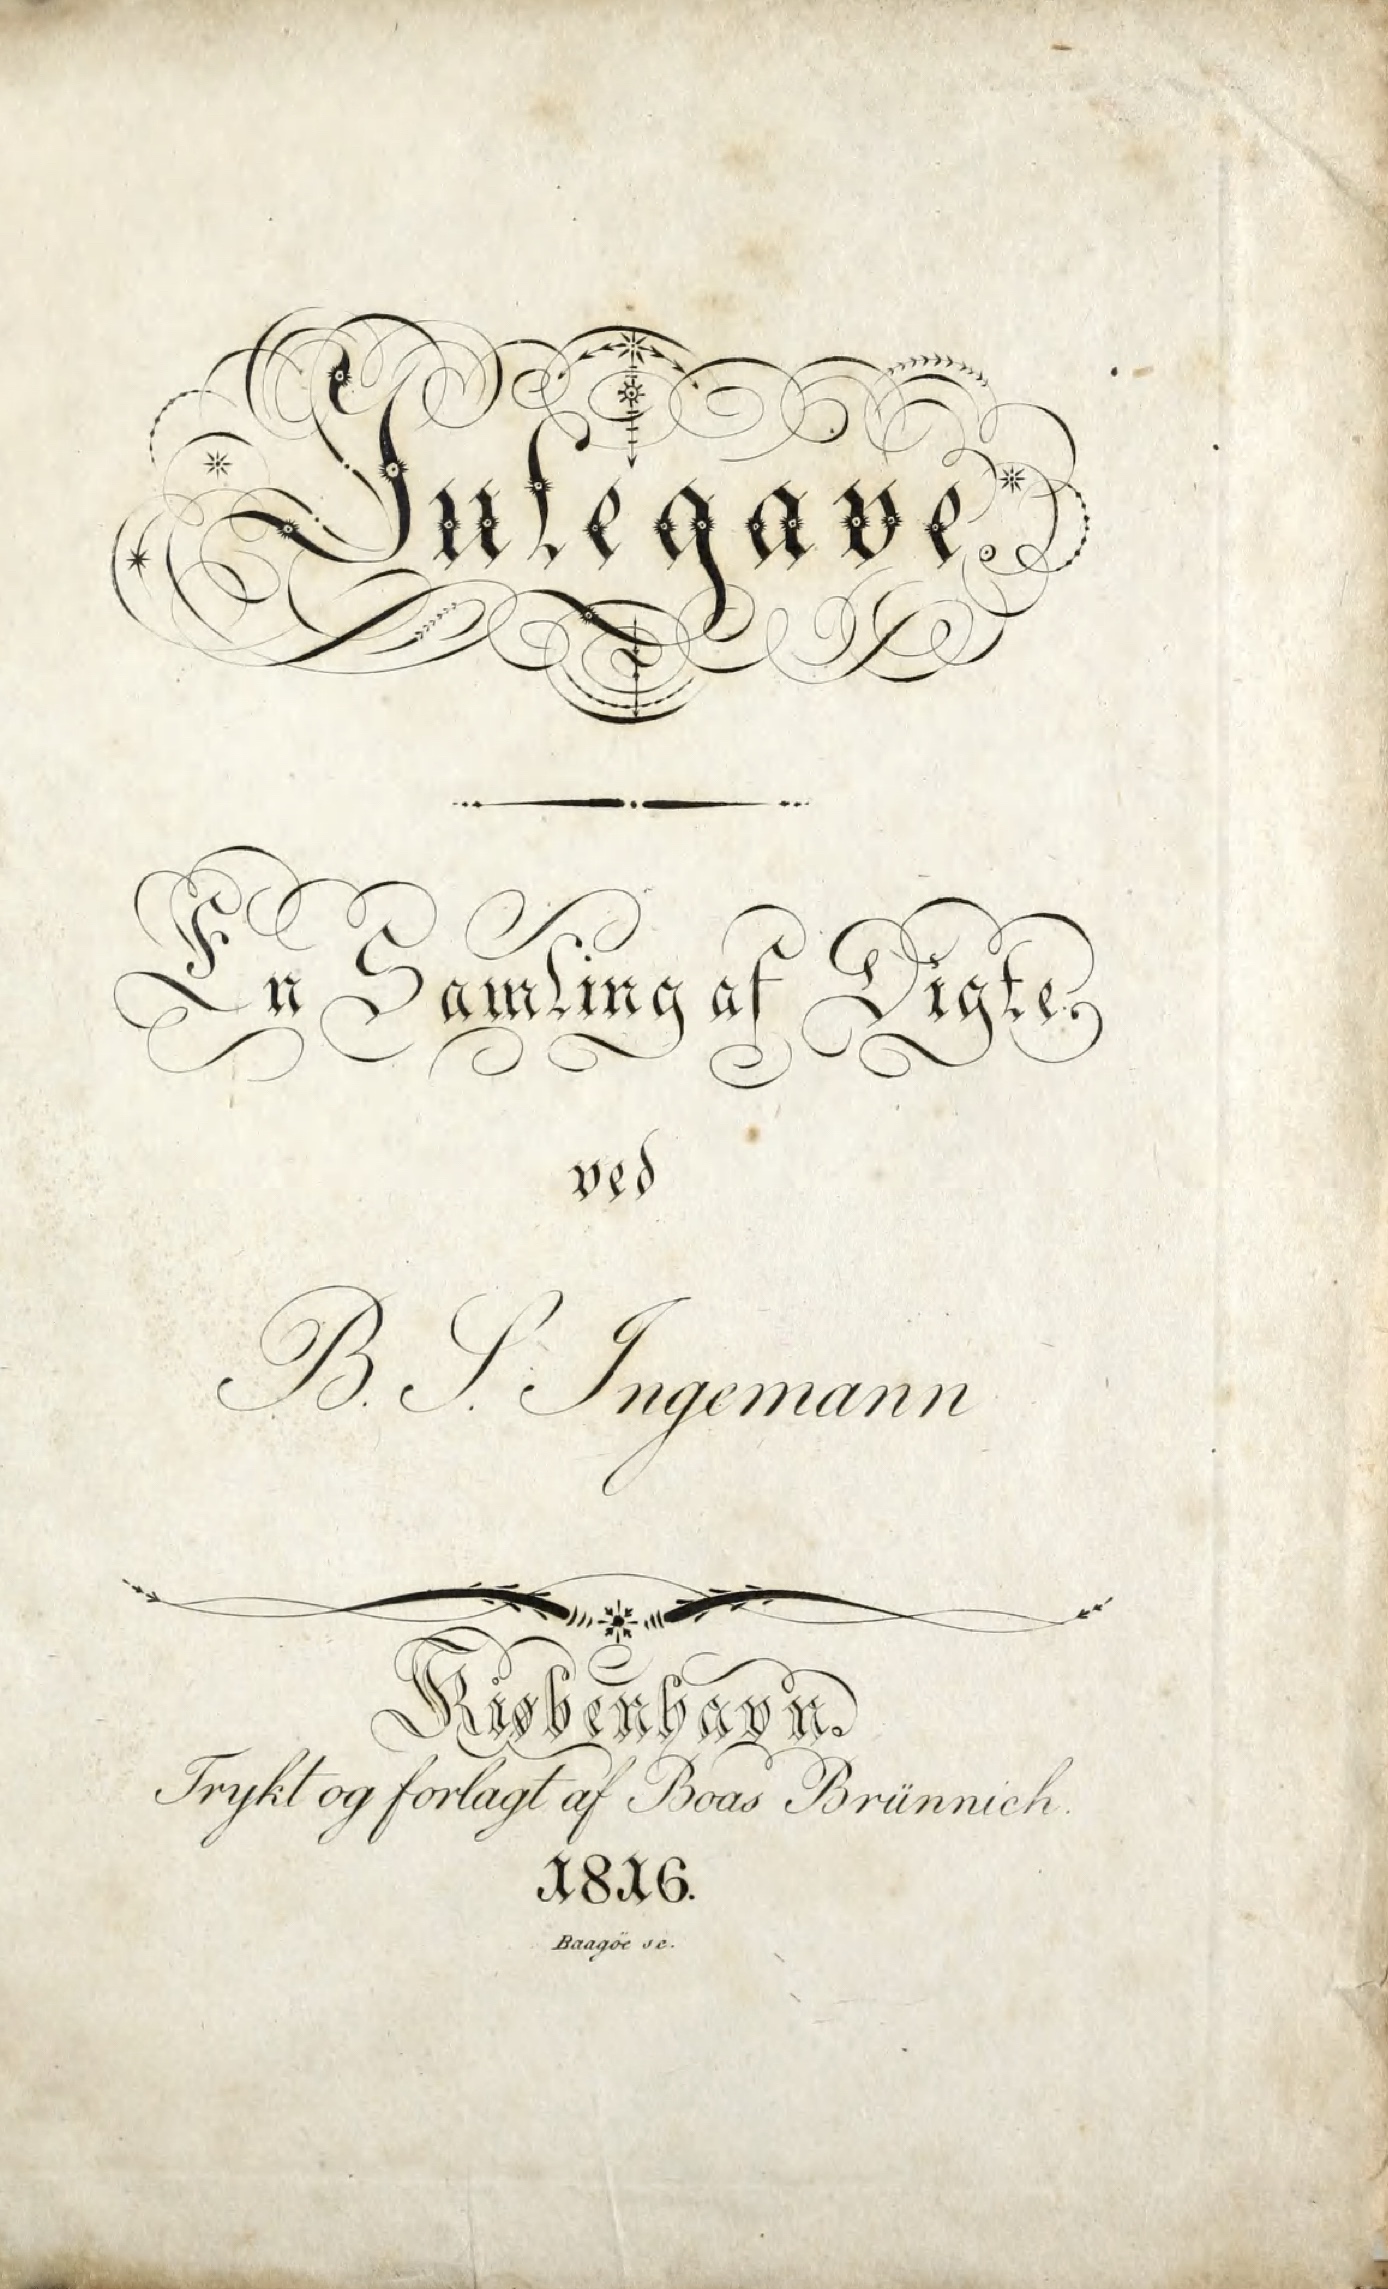 Julegave.
En Samling af Digte.
ved
B. S. Ingemann
Kiøbenhavn.
Trykt og forlagt af Boas Brünnich.
1816.
Baagöe sc.